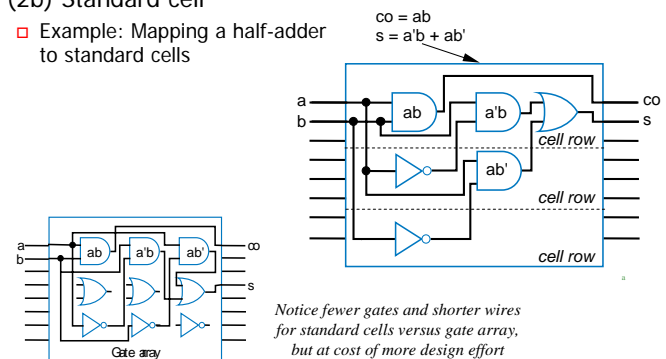 (2b) Standard cell
Example: Mapping a half-adder
to standard cells
co = ab
s = a'b + ab'
a
b
ab
a'b
co
s
cell row
ab'
cell row
cell row
a
b
ab
a'b
ab'
co
s
Gate array
Notice fewer gates and shorter wires
for standard cells versus gate array,
but at cost of more design effort